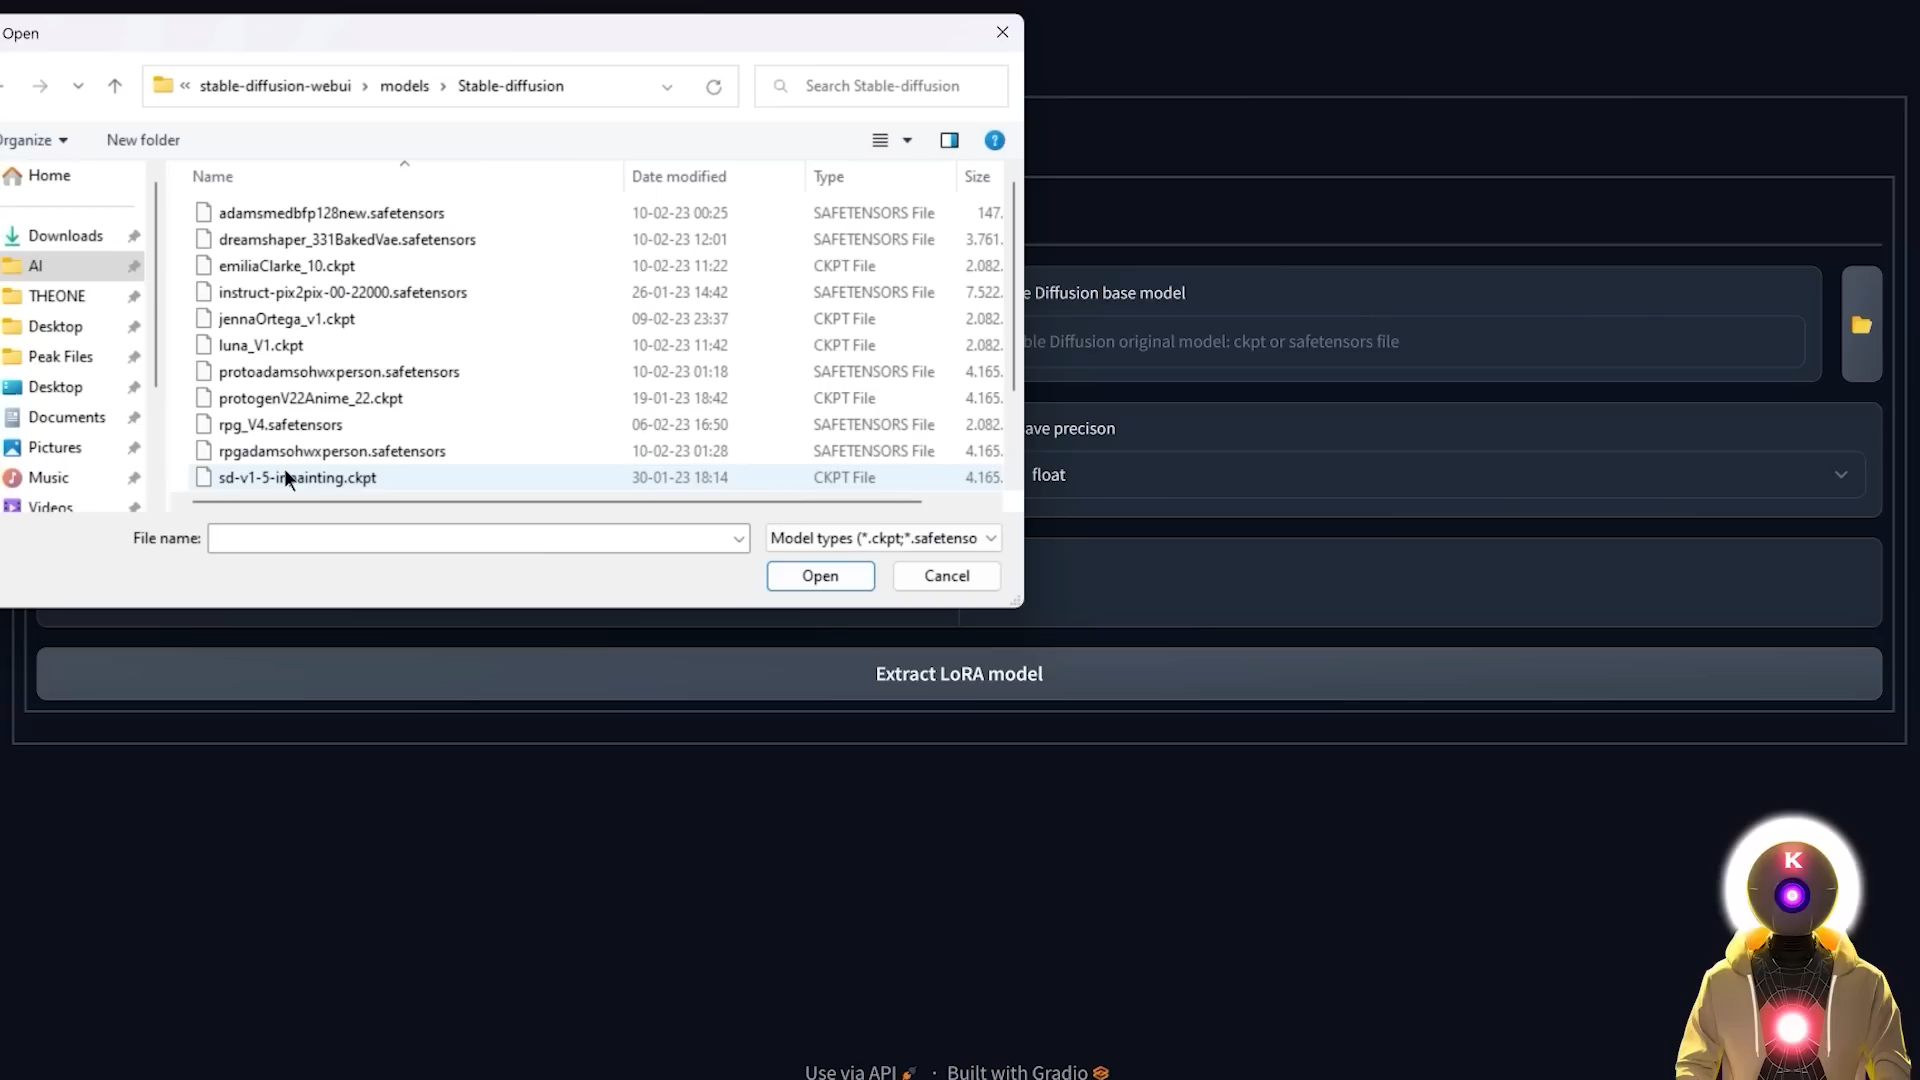 Open
« stable-diffusion-webui › models › Stable-diffusion
Search Stable-diffusion
Organize
New folder
Home
Downloads
AI
THEONE
Desktop
Peak Files
Desktop
Documents
Pictures
Music
Videos
Name Date modified Type Size
adamsmedbfp128new.safetensors 10-02-23 00:25 SAFETENSORS File 147.
dreamshaper_331BakedVae.safetensors 10-02-23 12:01 SAFETENSORS File 3.761.
emiliaClarke_10.ckpt 10-02-23 11:22 CKPT File 2.082.
instruct-pix2pix-00-22000.safetensors 26-01-23 14:42 SAFETENSORS File 7.522.
jennaOrtega_v1.ckpt 09-02-23 23:37 CKPT File 2.082.
luna_V1.ckpt 10-02-23 11:42 CKPT File 2.082.
protoadamsohwxperson.safetensors 10-02-23 01:18 SAFETENSORS File 4.165.
protogenV22Anime_22.ckpt 19-01-23 18:42 CKPT File 4.165.
rpg_V4.safetensors 06-02-23 16:50 SAFETENSORS File 2.082.
rpgadamsohwxperson.safetensors 10-02-23 01:28 SAFETENSORS File 4.165.
sd-v1-5-inpainting.ckpt 30-01-23 18:14 CKPT File 4.165.
File name:
Model types (*.ckpt;*.safetenso
Open
Cancel
e Diffusion base model
ble Diffusion original model: ckpt or safetensors file
ave precison
float
Extract LoRA model
K
Use via API · Built with Gradio